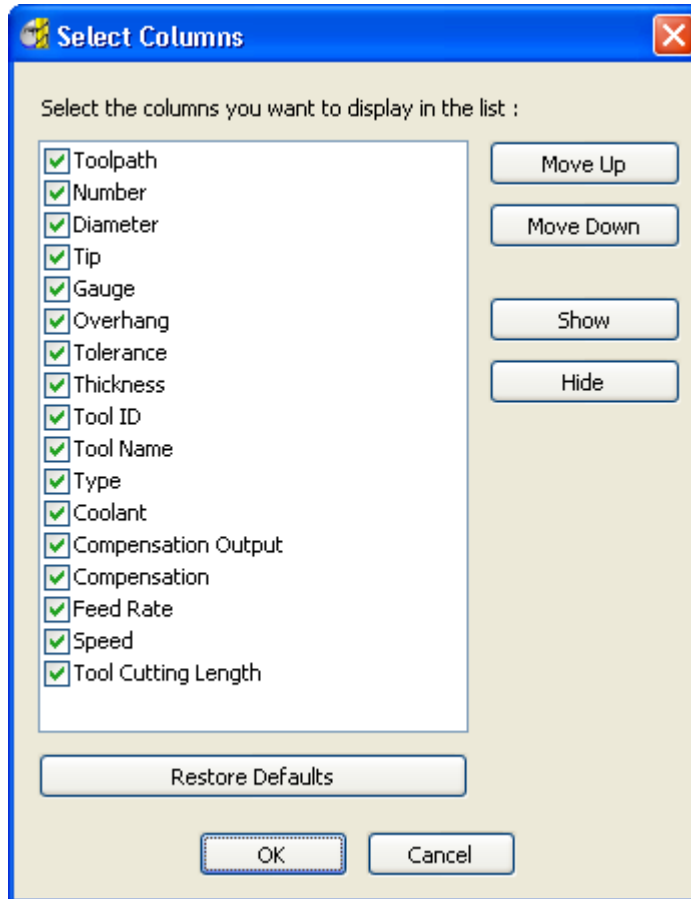 Select Columns
Select the columns you want to display in the list :
Toolpath
Number
Diameter
Tip
Gauge
Overhang
Tolerance
Thickness
Tool ID
Tool Name
Type
Coolant
Compensation Output
Compensation
Feed Rate
Speed
Tool Cutting Length
Move Up
Move Down
Show
Hide
Restore Defaults
OK
Cancel